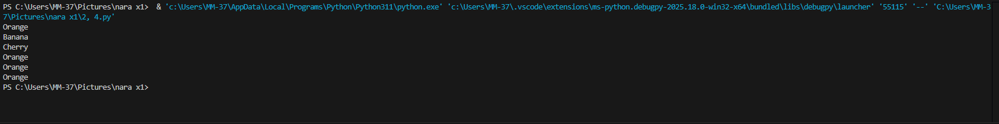 PS C:\Users\MM-37\Pictures\nara x1>  & 'c:\Users\MM-37\AppData\Local\Programs\Python\Python311\python.exe' 'c:\Users\MM-37\.vscode\extensions\ms-python.debugpy-2025.18.0-win32-x64\bundled\libs\debugpy\launcher' '55115' '--' 'C:\Users\MM-3
7\Pictures\nara x1\2, 4.py'
Orange
Banana
Cherry
Orange
Orange
Orange
PS C:\Users\MM-37\Pictures\nara x1>